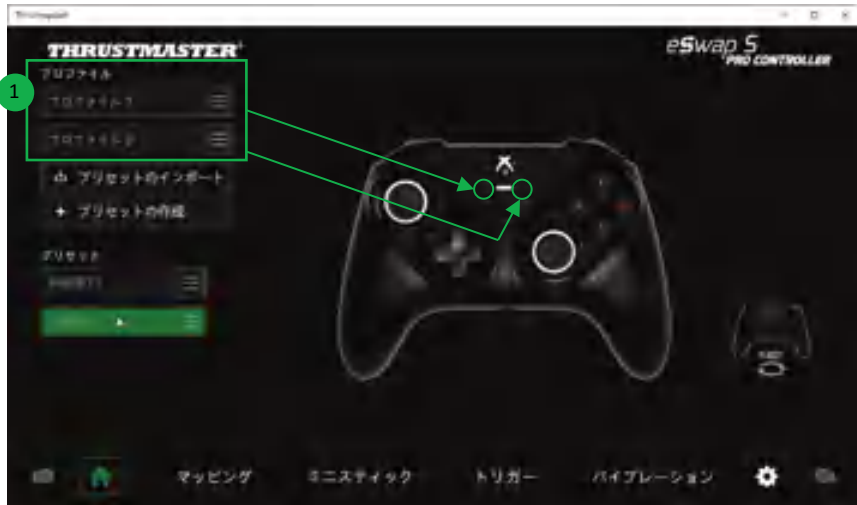 Thrustmaster
THRUSTMASTER
eSwap S
PRO CONTROLLER
プロファイル
1
プロファイル 1
プロファイル 2
プリセットのインポート
+ プリセットの作成
プリセット
マッピング
ミニスティック
トリガー
バイブレーション